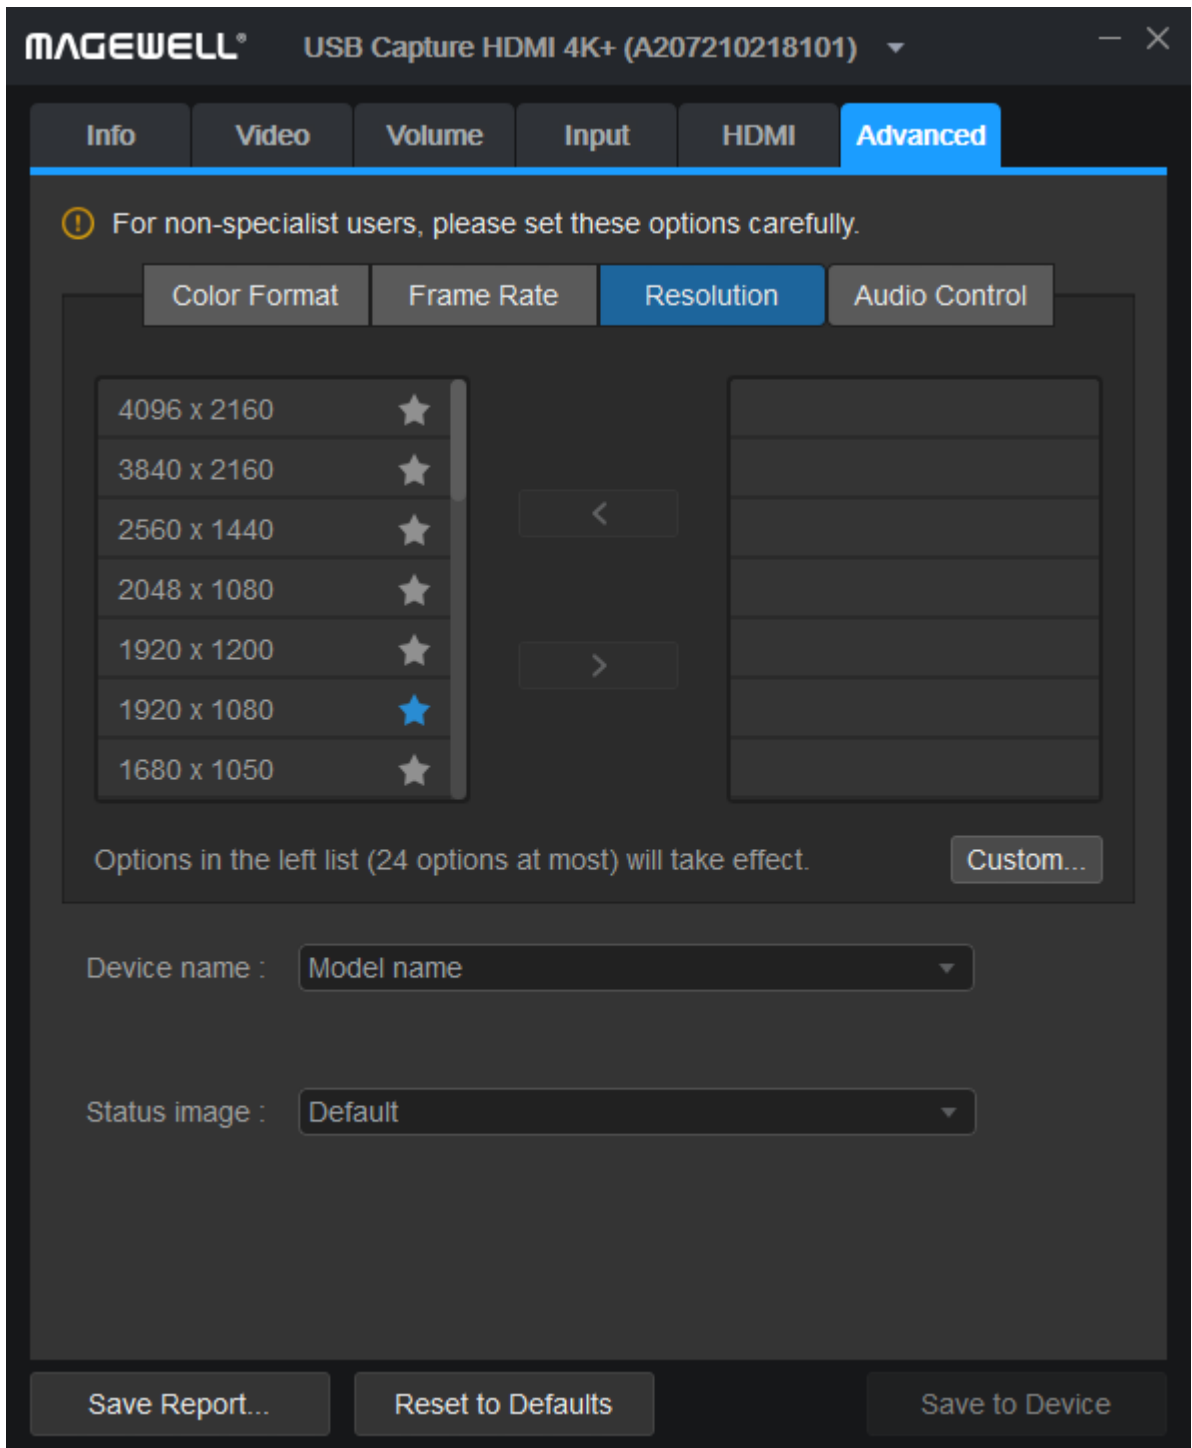 MAGEWELL® USB Capture HDMI 4K+ (A207210218101)
Info Video Volume Input HDMI Advanced
For non-specialist users, please set these options carefully.
Color Format Frame Rate Resolution Audio Control
4096 x 2160
3840 x 2160
2560 x 1440
2048 x 1080
1920 x 1200
1920 x 1080
1680 x 1050
Options in the left list (24 options at most) will take effect. Custom...
Device name : Model name
Status image : Default
Save Report... Reset to Defaults Save to Device